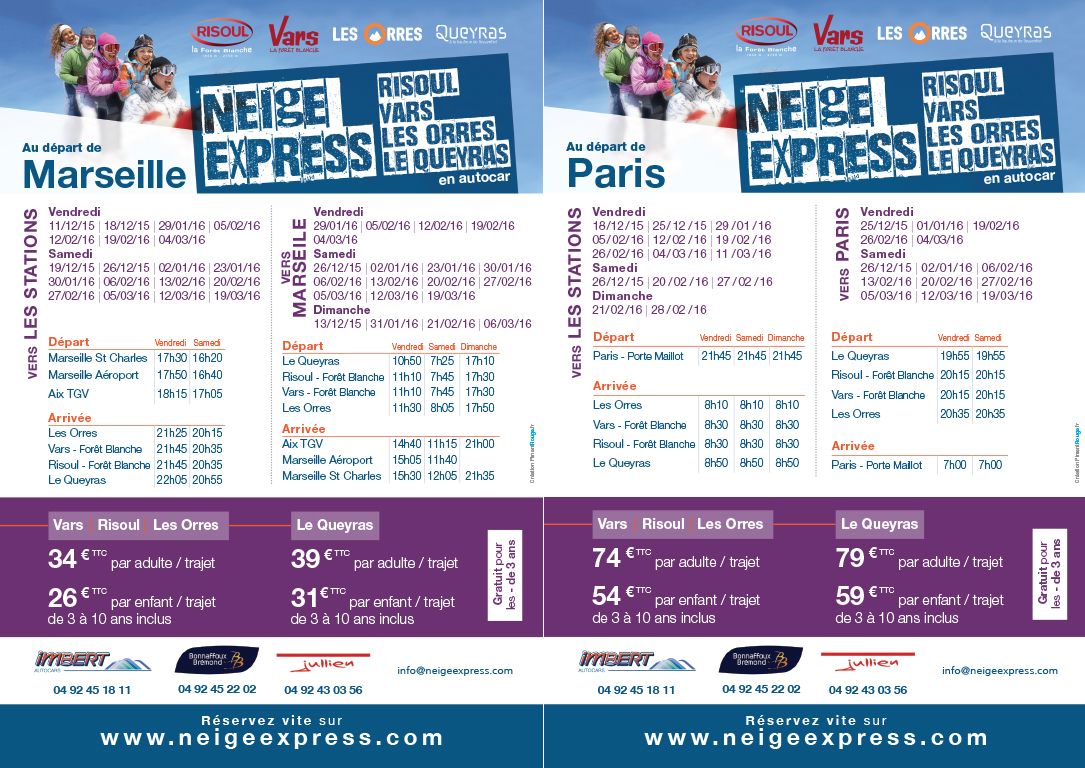 RISOUL
la Forêt Blanche
Vars
LA FORÊT BLANCHE
LES ORRES
Queyras
NEIGE
EXPRESS
RISOUL
VARS
LES ORRES
LE QUEYRAS
en autocar
Au départ de
Marseille
VERS LES STATIONS
Vendredi
11/12/15 | 18/12/15 | 29/01/16 | 05/02/16
12/02/16 | 19/02/16 | 04/03/16
Samedi
19/12/15 | 26/12/15 | 02/01/16 | 23/01/16
30/01/16 | 06/02/16 | 13/02/16 | 20/02/16
27/02/16 | 05/03/16 | 12/03/16 | 19/03/16
Départ Vendredi Samedi
Marseille St Charles 17h30 16h20
Marseille Aéroport 17h50 16h40
Aix TGV 18h15 17h05
Arrivée
Les Orres 21h25 20h15
Vars - Forêt Blanche 21h45 20h35
Risoul - Forêt Blanche 21h45 20h35
Le Queyras 22h05 20h55
VERS
MARSEILLE
Vendredi
29/01/16 | 05/02/16 | 12/02/16 | 19/02/16
04/03/16
Samedi
26/12/15 | 02/01/16 | 23/01/16 | 30/01/16
06/02/16 | 13/02/16 | 20/02/16 | 27/02/16
05/03/16 | 12/03/16 | 19/03/16
Dimanche
13/12/15 | 31/01/16 | 21/02/16 | 06/03/16
Départ Vendredi Samedi Dimanche
Le Queyras 10h50 7h25 17h10
Risoul - Forêt Blanche 11h10 7h45 17h30
Vars - Forêt Blanche 11h10 7h45 17h30
Les Orres 11h30 8h05 17h50
Arrivée
Aix TGV 14h40 11h15 21h00
Marseille Aéroport 15h05 11h40
Marseille St Charles 15h30 12h05 21h35
Création PimentRouge.fr
Vars Risoul Les Orres
34 € TTC par adulte / trajet
26 € TTC par enfant / trajet
de 3 à 10 ans inclus
Le Queyras
39 € TTC par adulte / trajet
31 € TTC par enfant / trajet
de 3 à 10 ans inclus
Gratuit pour
les - de 3 ans
IMBERT
AUTOCARS
04 92 45 18 11
Bonnaffoux
Brémond
04 92 45 22 02
jullien
04 92 43 03 56
info@neigeexpress.com
Réservez vite sur
www.neigeexpress.com
RISOUL
la Forêt Blanche
Vars
LA FORÊT BLANCHE
LES ORRES
Queyras
NEIGE
EXPRESS
RISOUL
VARS
LES ORRES
LE QUEYRAS
en autocar
Au départ de
Paris
VERS LES STATIONS
Vendredi
18/12/15 | 25/12/15 | 29/01/16
05/02/16 | 12/02/16 | 19/02/16
26/02/16 | 04/03/16 | 11/03/16
Samedi
26/12/15 | 20/02/16 | 27/02/16
Dimanche
21/02/16 | 28/02/16
Départ Vendredi Samedi Dimanche
Paris - Porte Maillot 21h45 21h45 21h45
Arrivée
Les Orres 8h10 8h10 8h10
Vars - Forêt Blanche 8h30 8h30 8h30
Risoul - Forêt Blanche 8h30 8h30 8h30
Le Queyras 8h50 8h50 8h50
VERS PARIS
Vendredi
25/12/15 | 01/01/16 | 19/02/16
26/02/16 | 04/03/16
Samedi
26/12/15 | 02/01/16 | 06/02/16
13/02/16 | 20/02/16 | 27/02/16
05/03/16 | 12/03/16 | 19/03/16
Départ Vendredi Samedi
Le Queyras 19h55 19h55
Risoul - Forêt Blanche 20h15 20h15
Vars - Forêt Blanche 20h15 20h15
Les Orres 20h35 20h35
Arrivée
Paris - Porte Maillot 7h00 7h00
Création PimentRouge.fr
Vars Risoul Les Orres
74 € TTC par adulte / trajet
54 € TTC par enfant / trajet
de 3 à 10 ans inclus
Le Queyras
79 € TTC par adulte / trajet
59 € TTC par enfant / trajet
de 3 à 10 ans inclus
Gratuit pour
les - de 3 ans
IMBERT
AUTOCARS
04 92 45 18 11
Bonnaffoux
Brémond
04 92 45 22 02
jullien
04 92 43 03 56
info@neigeexpress.com
Réservez vite sur
www.neigeexpress.com